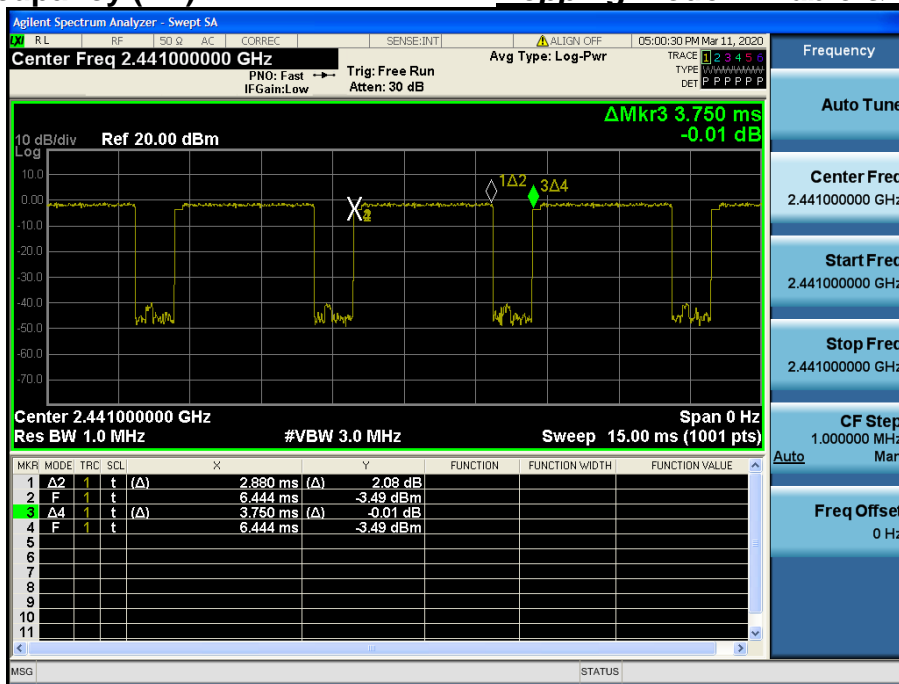 Agilent Spectrum Analyzer - Swept SA
LXI RL RF 50 Ω AC CORREC SENSE:INT ALIGN OFF 05:00:30 PM Mar 11, 2020
Center Freq 2.441000000 GHz Avg Type: Log-Pwr TRACE 1 2 3 4 5 6
PNO: Fast Trig: Free Run TYPE WWWWWW
IFGain:Low Atten: 30 dB DET P P P P P P
Frequency
Auto Tune
ΔMkr3 3.750 ms
-0.01 dB
10 dB/div Ref 20.00 dBm
Log
10.0
0.00
-10.0
-20.0
-30.0
-40.0
-50.0
-60.0
-70.0
1Δ2 3Δ4
X
Center Freq
2.441000000 GHz
Start Freq
2.441000000 GHz
Stop Freq
2.441000000 GHz
Center 2.441000000 GHz Span 0 Hz
Res BW 1.0 MHz #VBW 3.0 MHz Sweep 15.00 ms (1001 pts)
CF Step
1.000000 MHz
Auto Man
MKR MODE TRC SCL X Y FUNCTION FUNCTION WIDTH FUNCTION VALUE
1 Δ2 1 t (Δ) 2.880 ms (Δ) 2.08 dB
2 F 1 t 6.444 ms -3.49 dBm
3 Δ4 1 t (Δ) 3.750 ms (Δ) -0.01 dB
4 F 1 t 6.444 ms -3.49 dBm
5
6
7
8
9
10
11
Freq Offset
0 Hz
MSG STATUS